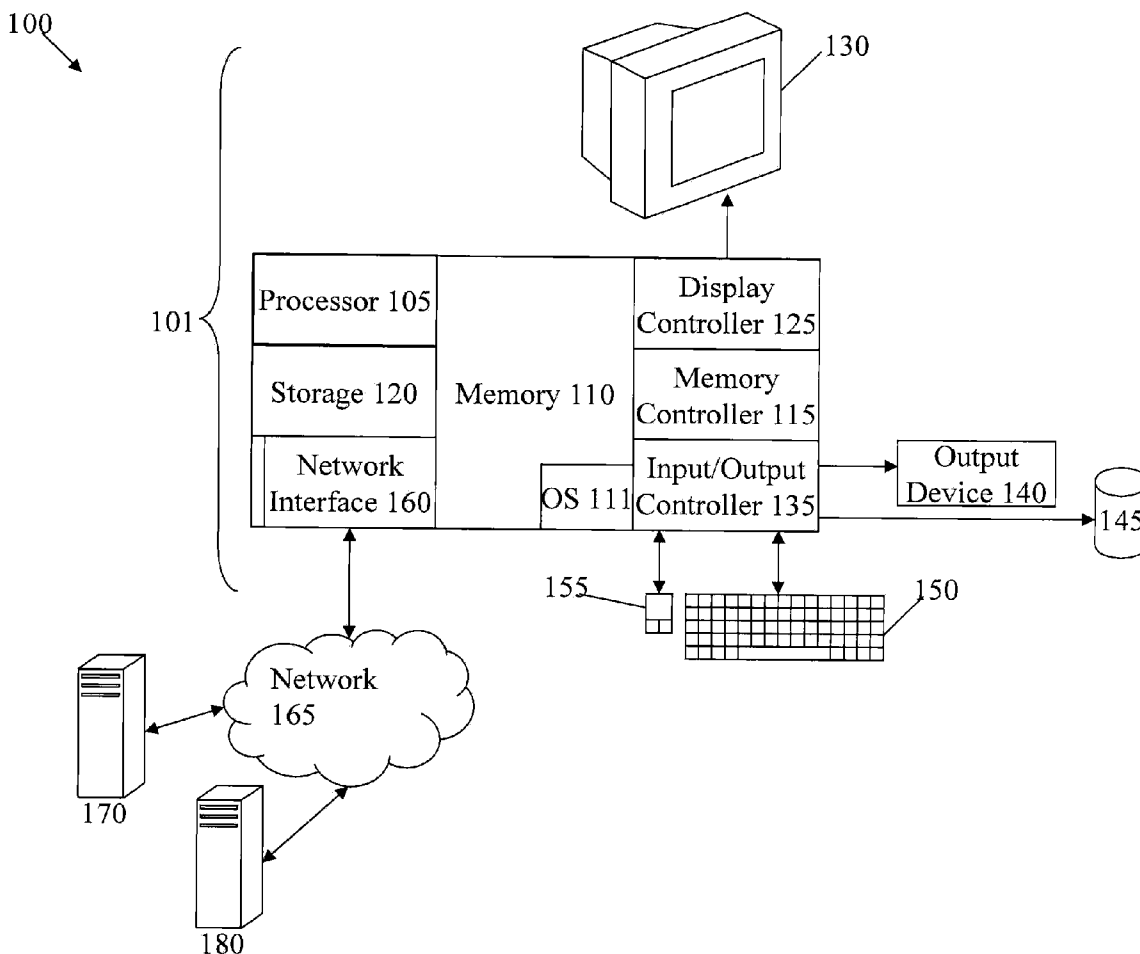 100
130
101
Processor 105
Storage 120
Network
Interface 160
Memory 110
OS 111
Display
Controller 125
Memory
Controller 115
Input/Output
Controller 135
Output
Device 140
145
155
150
Network
165
170
180